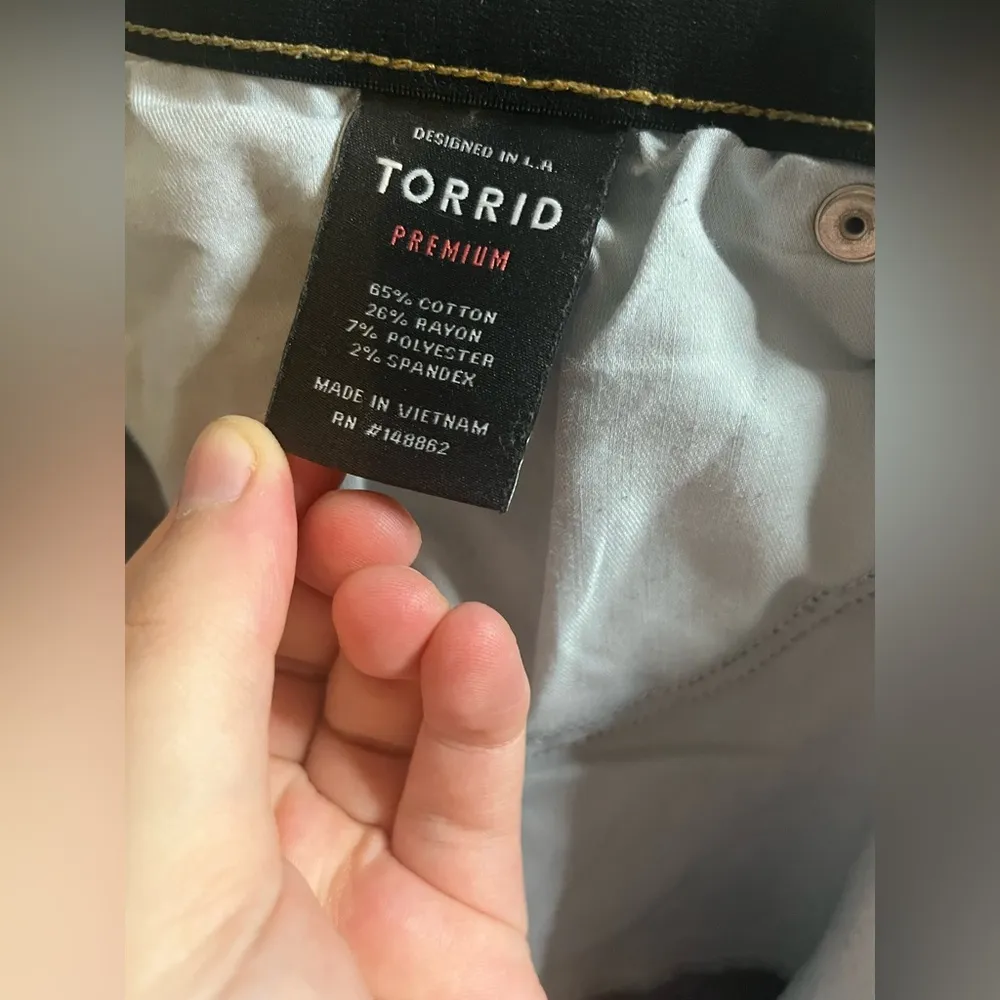 DESIGNED IN L.A.
TORRID
PREMIUM
65% COTTON
26% RAYON
7% POLYESTER
2% SPANDEX
MADE IN VIETNAM
RN #148862